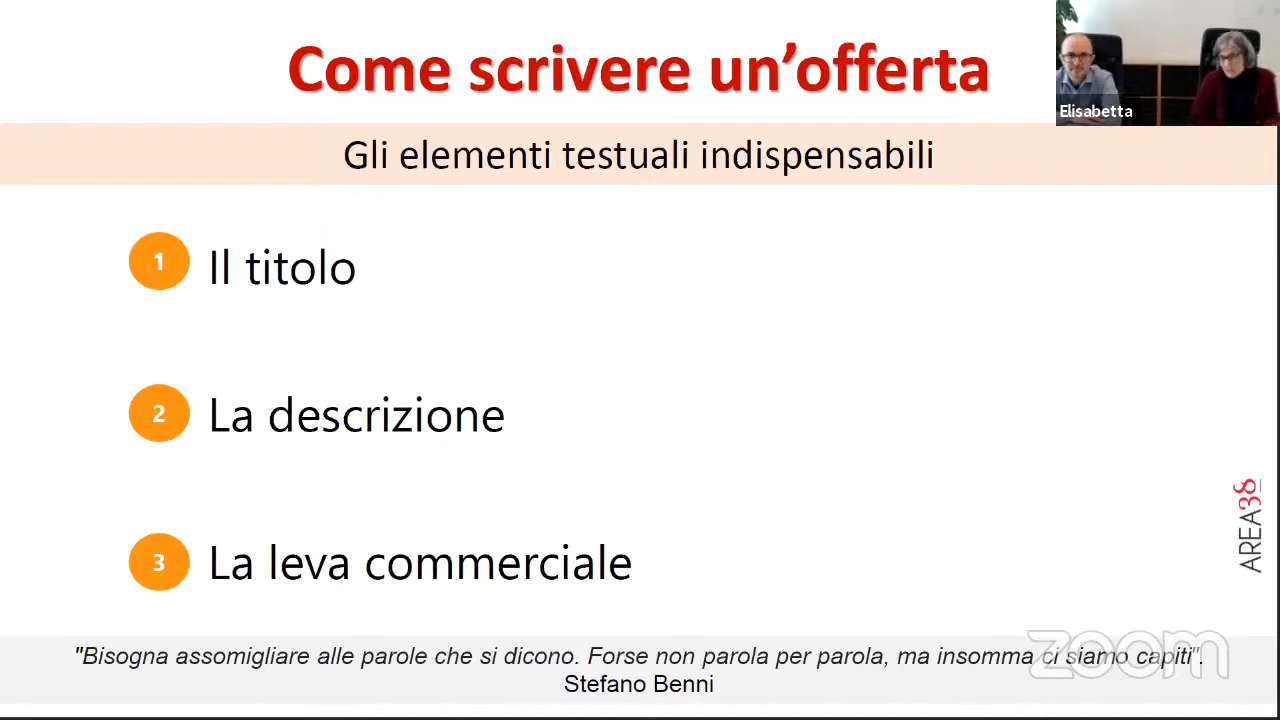 Come scrivere un’offerta
Elisabetta
Gli elementi testuali indispensabili
1 Il titolo
2 La descrizione
3 La leva commerciale
AREA38
"Bisogna assomigliare alle parole che si dicono. Forse non parola per parola, ma insomma ci siamo capiti".
Stefano Benni
zoom